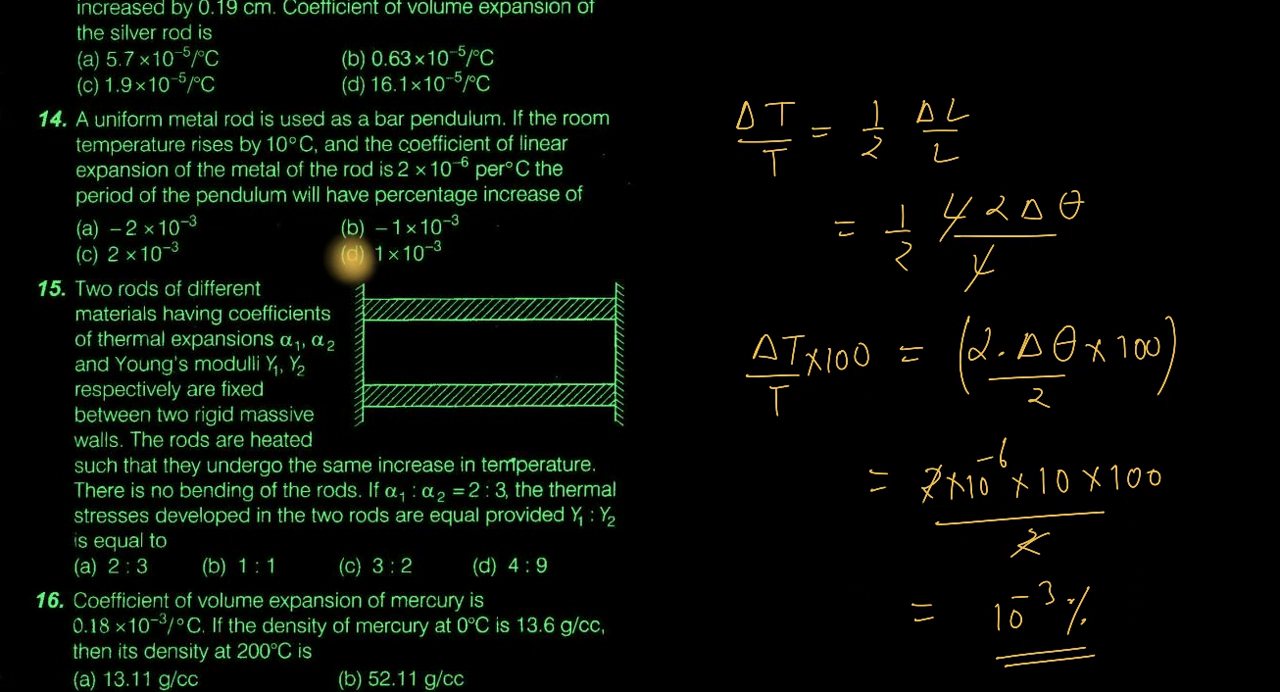 increased by 0.19 cm. Coefficient of volume expansion of
the silver rod is
(a) 5.7 ×10⁻⁵/°C (b) 0.63×10⁻⁵/°C
(c) 1.9×10⁻⁵/°C (d) 16.1×10⁻⁵/°C
14. A uniform metal rod is used as a bar pendulum. If the room
temperature rises by 10°C, and the coefficient of linear
expansion of the metal of the rod is 2 ×10⁻⁶ per°C the
period of the pendulum will have percentage increase of
(a) −2 ×10⁻³ (b) −1×10⁻³
(c) 2 ×10⁻³ (d) 1×10⁻³
15. Two rods of different
materials having coefficients
of thermal expansions α₁, α₂
and Young's modulli Y₁, Y₂
respectively are fixed
between two rigid massive
walls. The rods are heated
such that they undergo the same increase in temperature.
There is no bending of the rods. If α₁ : α₂ = 2 : 3, the thermal
stresses developed in the two rods are equal provided Y₁ : Y₂
is equal to
(a) 2 : 3 (b) 1 : 1 (c) 3 : 2 (d) 4 : 9
16. Coefficient of volume expansion of mercury is
0.18 ×10⁻³/°C. If the density of mercury at 0°C is 13.6 g/cc,
then its density at 200°C is
(a) 13.11 g/cc (b) 52.11 g/cc
ΔT/T = 1/2 ΔL/L
= 1/2 L α Δθ / L
ΔT/T × 100 = (α · Δθ × 100 / 2)
= 2×10⁻⁶ × 10 × 100 / 2
= 10⁻³ %